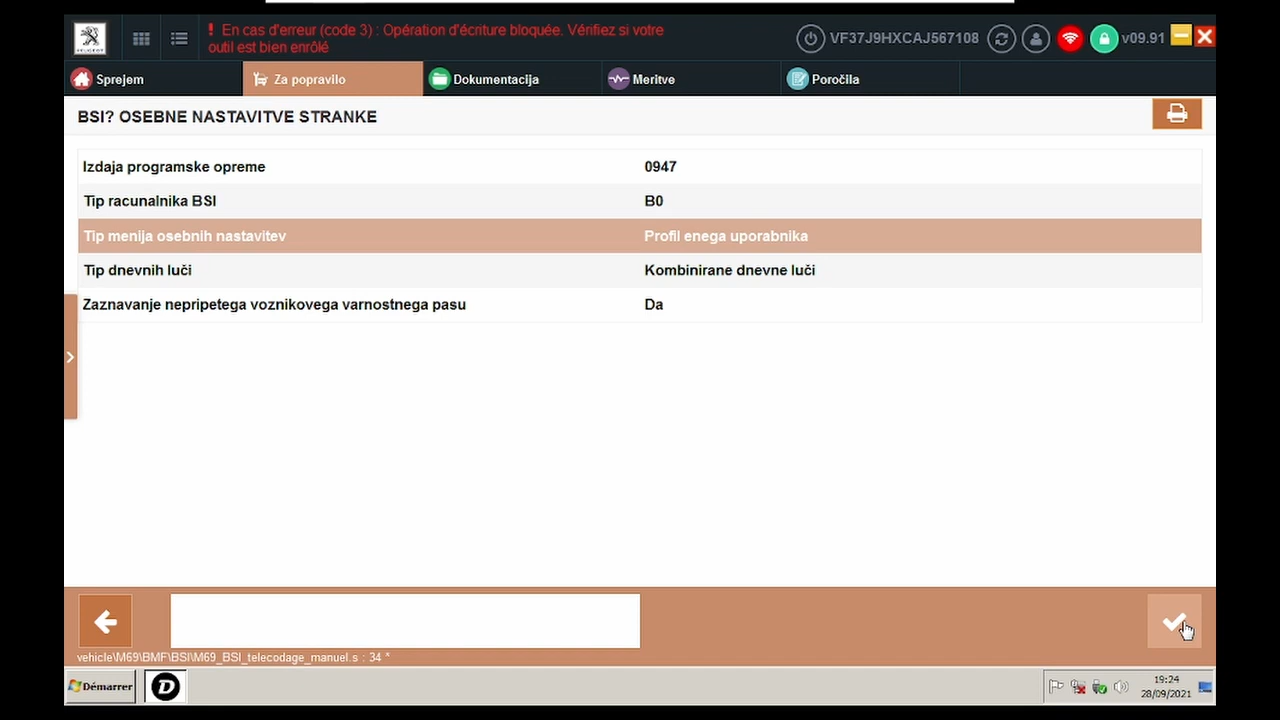 ! En cas d'erreur (code 3) : Opération d'écriture bloquée. Vérifiez si votre
outil est bien enrôlé
VF37J9HXCAJ567108
v09.91
PEUGEOT
Sprejem
Za popravilo
Dokumentacija
Meritve
Poročila
BSI? OSEBNE NASTAVITVE STRANKE
Izdaja programske opreme 0947
Tip racunalnika BSI B0
Tip menija osebnih nastavitev Profil enega uporabnika
Tip dnevnih luči Kombinirane dnevne luči
Zaznavanje nepripetega voznikovega varnostnega pasu Da
vehicle\M69\BMF\BSI\M69_BSI_telecodage_manuel.s : 34 *
Démarrer
D
19:24
28/09/2021